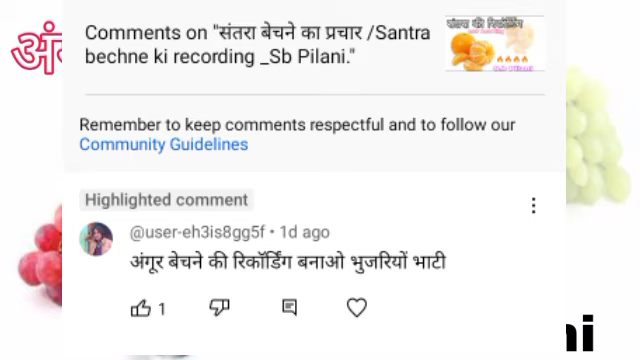 Comments on "संतरा बेचने का प्रचार /Santra
bechne ki recording _Sb Pilani."
Remember to keep comments respectful and to follow our
Community Guidelines
Highlighted comment
@user-eh3is8gg5f • 1d ago
अंगूर बेचने की रिकॉर्डिंग बनाओ भुजरियों भाटी
1